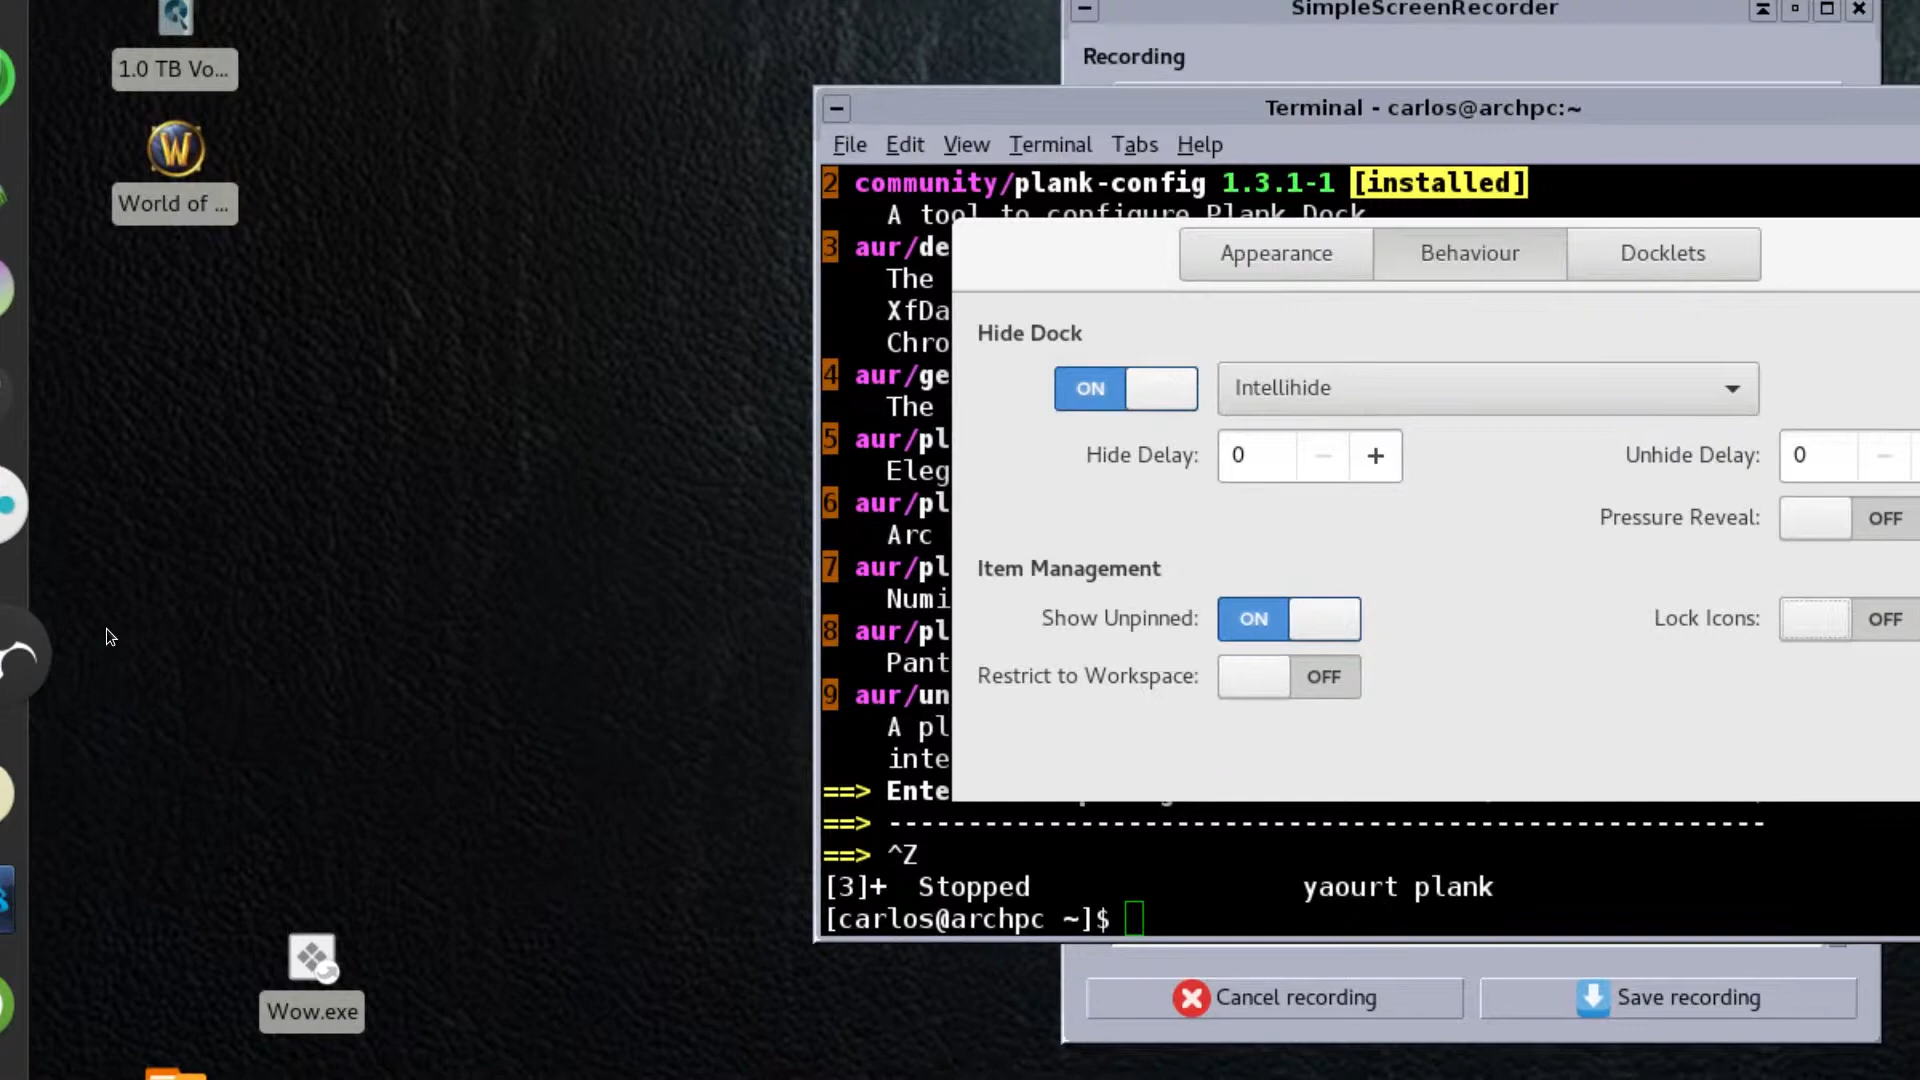 SimpleScreenRecorder
Recording
1.0 TB Vo...
World of ...
Terminal - carlos@archpc:~
File Edit View Terminal Tabs Help
2 community/plank-config 1.3.1-1 [installed]
A tool to configure Plank Dock
3 aur/de
The
XfDa
Chro
4 aur/ge
The
5 aur/pl
Eleg
6 aur/pl
Arc
7 aur/pl
Numi
8 aur/pl
Pant
9 aur/un
A pl
inte
==> Ente
==> -------------------------------------------------------
==> ^Z
[3]+ Stopped yaourt plank
[carlos@archpc ~]$
Appearance Behaviour Docklets
Hide Dock
ON Intellihide
Hide Delay: 0 - + Unhide Delay: 0 -
Pressure Reveal: OFF
Item Management
Show Unpinned: ON Lock Icons: OFF
Restrict to Workspace: OFF
Wow.exe
Cancel recording Save recording